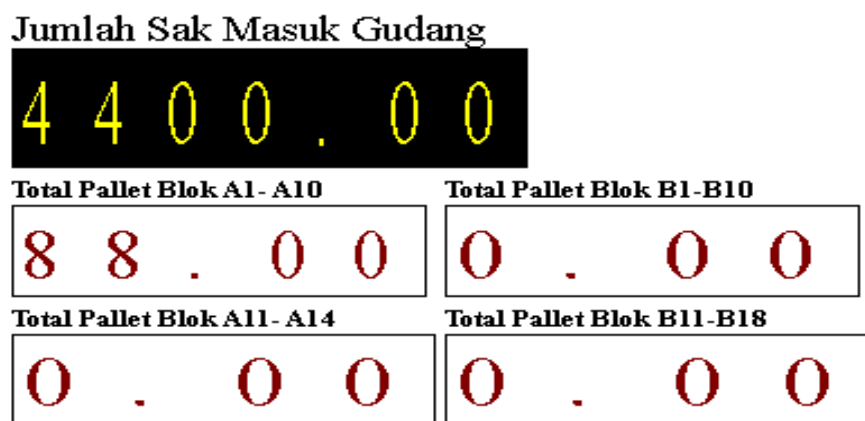 Jumlah Sak Masuk Gudang
4400.00
Total Pallet Blok A1- A10
Total Pallet Blok B1-B10
88.00
0.00
Total Pallet Blok A11- A14
Total Pallet Blok B11-B18
0.00
0.00